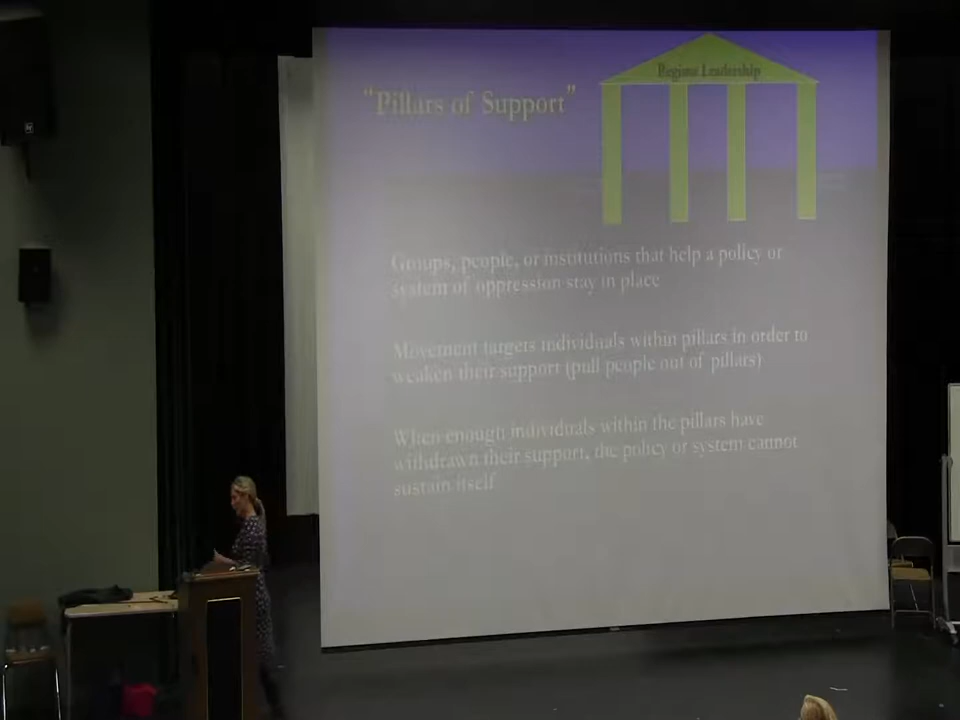 Regime Leadership
"Pillars of Support"
Groups, people, or institutions that help a policy or
system of oppression stay in place
Movement targets individuals within pillars in order to
weaken their support (pull people out of pillars)
When enough individuals within the pillars have
withdrawn their support, the policy or system cannot
sustain itself